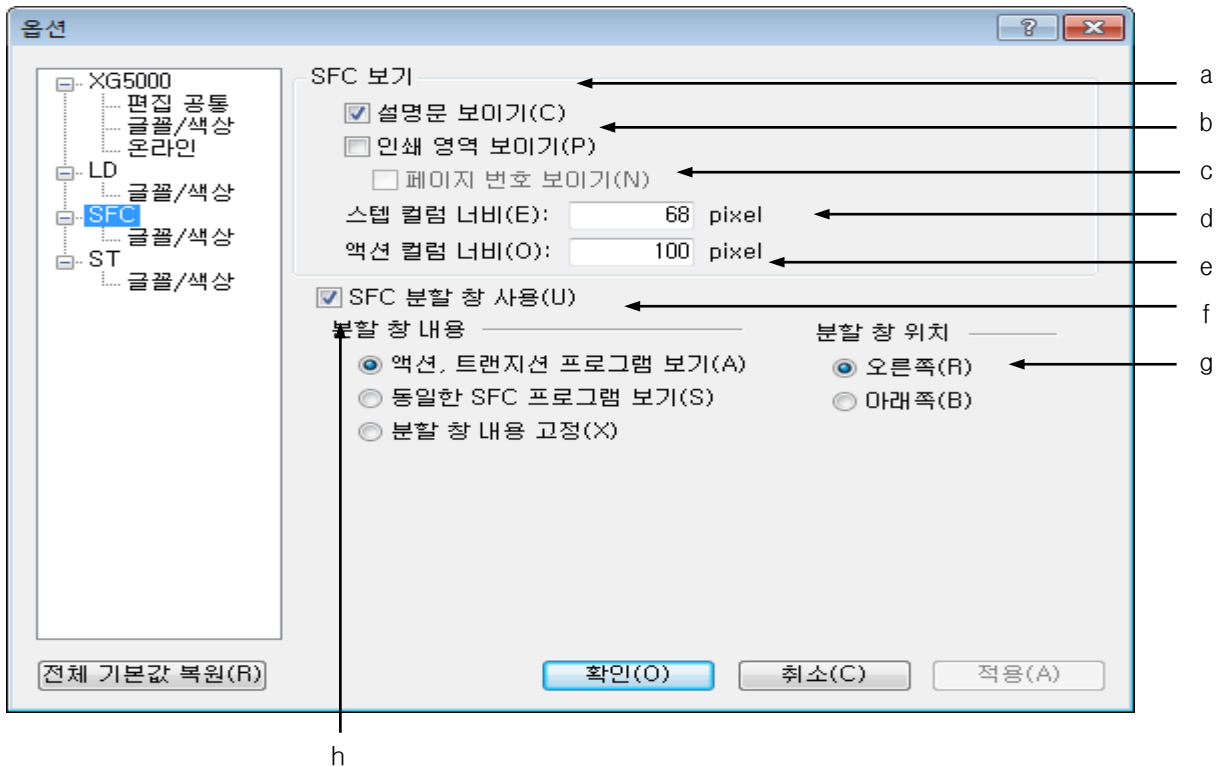 옵션
XG5000
편집 공통
글꼴/색상
온라인
LD
글꼴/색상
SFC
글꼴/색상
ST
글꼴/색상
SFC 보기
설명문 보이기(C)
인쇄 영역 보이기(P)
페이지 번호 보이기(N)
스텝 컬럼 너비(E): 68 pixel
액션 컬럼 너비(O): 100 pixel
SFC 분할 창 사용(U)
분할 창 내용
액션, 트랜지션 프로그램 보기(A)
동일한 SFC 프로그램 보기(S)
분할 창 내용 고정(X)
분할 창 위치
오른쪽(R)
아래쪽(B)
전체 기본값 복원(R)
확인(O)
취소(C)
적용(A)
a
b
c
d
e
f
g
h